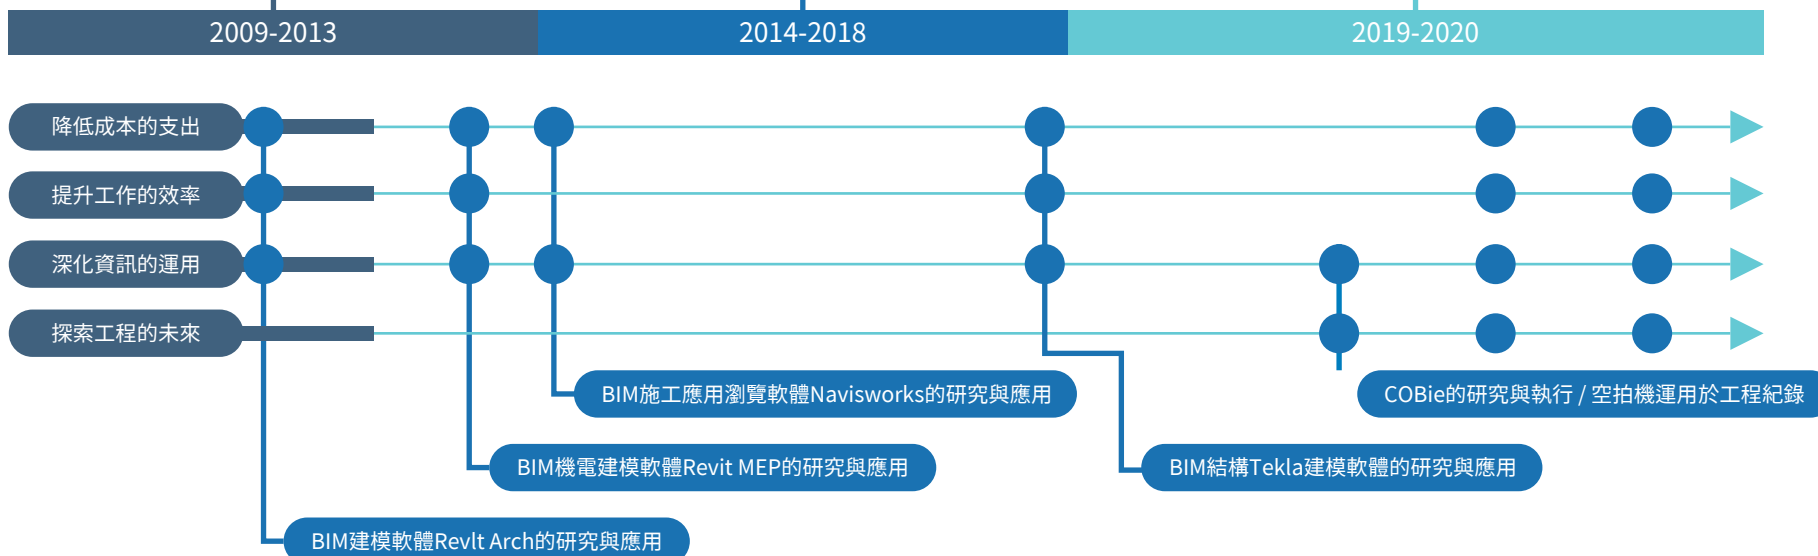 2009-2013
2014-2018
2019-2020
降低成本的支出
提升工作的效率
深化資訊的運用
探索工程的未來
BIM施工應用瀏覽軟體Navisworks的研究與應用
COBie的研究與執行 / 空拍機運用於工程紀錄
BIM機電建模軟體Revit MEP的研究與應用
BIM結構Tekla建模軟體的研究與應用
BIM建模軟體Revlt Arch的研究與應用